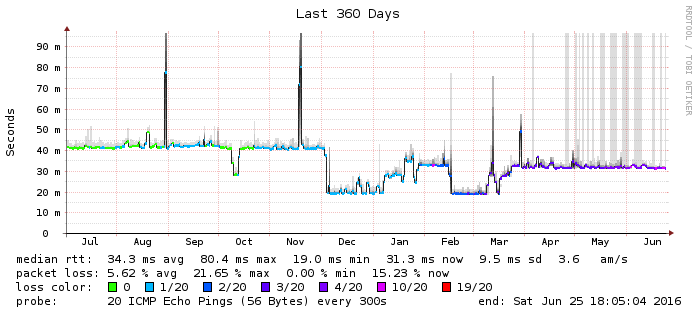 Last 360 Days
RRDTOOL / TOBI OETIKER
Seconds
90 m
80 m
70 m
60 m
50 m
40 m
30 m
20 m
10 m
0
Jul Aug Sep Oct Nov Dec Jan Feb Mar Apr May Jun
median rtt: 34.3 ms avg 80.4 ms max 19.0 ms min 31.3 ms now 9.5 ms sd 3.6 am/s
packet loss: 5.62 % avg 21.65 % max 0.00 % min 15.23 % now
loss color: 0 1/20 2/20 3/20 4/20 10/20 19/20
probe: 20 ICMP Echo Pings (56 Bytes) every 300s end: Sat Jun 25 18:05:04 2016